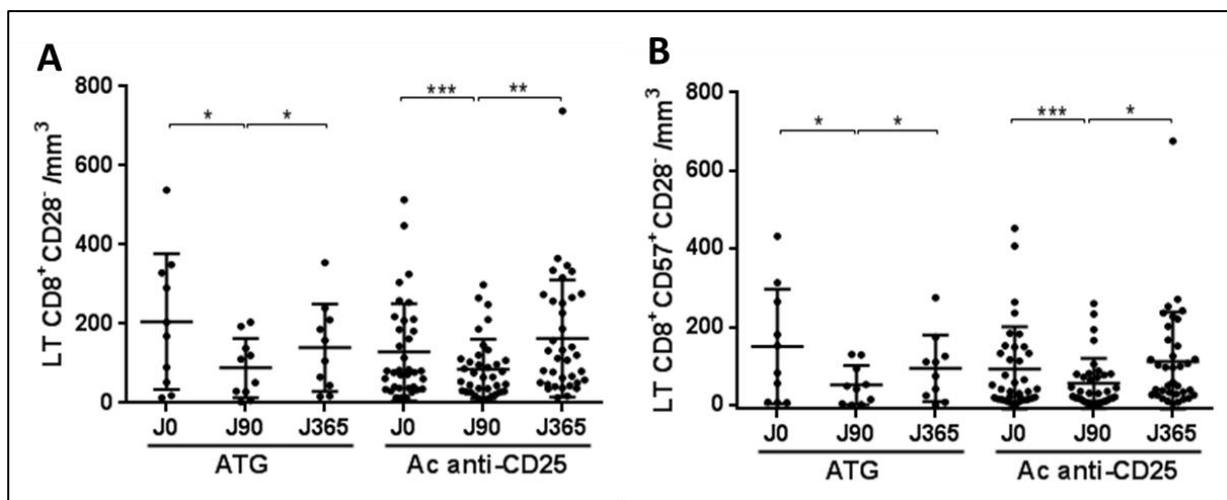 A
LT CD8⁺ CD28⁻ /mm³
800
600
400
200
0
* * *** **
J0 J90 J365 J0 J90 J365
ATG Ac anti-CD25
B
LT CD8⁺ CD57⁺ CD28⁻ /mm³
800
600
400
200
0
* * *** *
J0 J90 J365 J0 J90 J365
ATG Ac anti-CD25